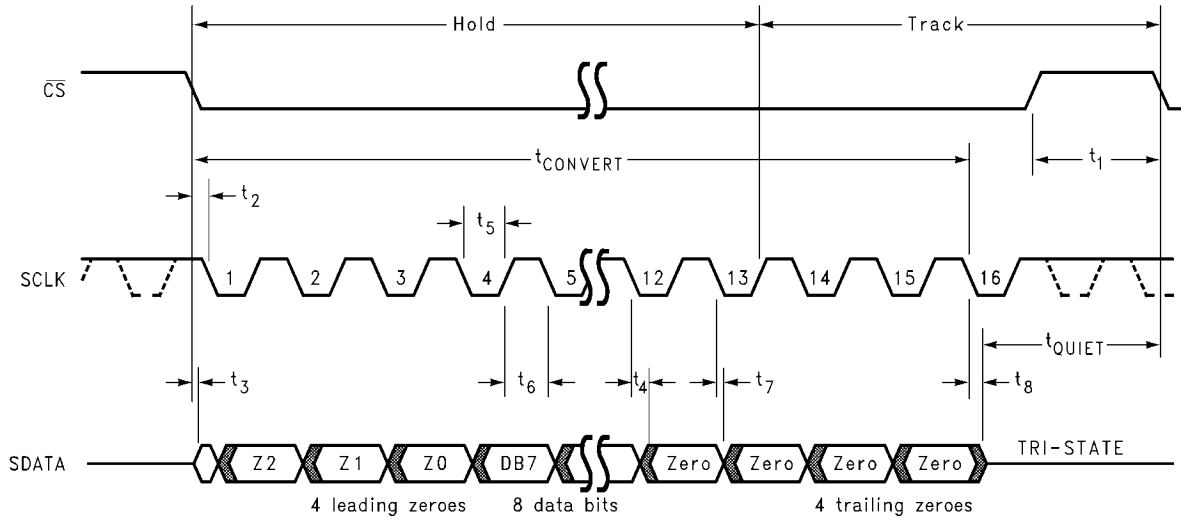 Hold Track
CS
tCONVERT t1
t2
t5
SCLK 1 2 3 4 5 12 13 14 15 16
tQUIET
t3 t6 t4 t7 t8
SDATA Z2 Z1 Z0 DB7 Zero Zero Zero Zero TRI-STATE
4 leading zeroes 8 data bits 4 trailing zeroes